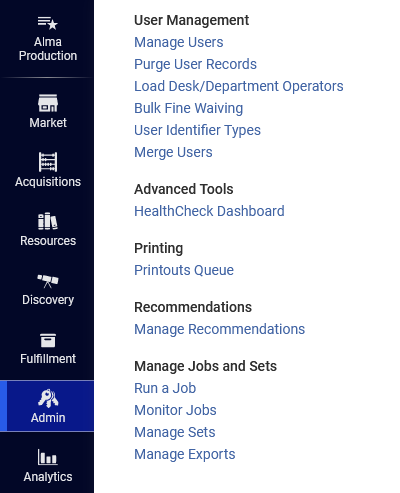 Alma
Production
Market
Acquisitions
Resources
Discovery
Fulfillment
Admin
Analytics
User Management
Manage Users
Purge User Records
Load Desk/Department Operators
Bulk Fine Waiving
User Identifier Types
Merge Users
Advanced Tools
HealthCheck Dashboard
Printing
Printouts Queue
Recommendations
Manage Recommendations
Manage Jobs and Sets
Run a Job
Monitor Jobs
Manage Sets
Manage Exports